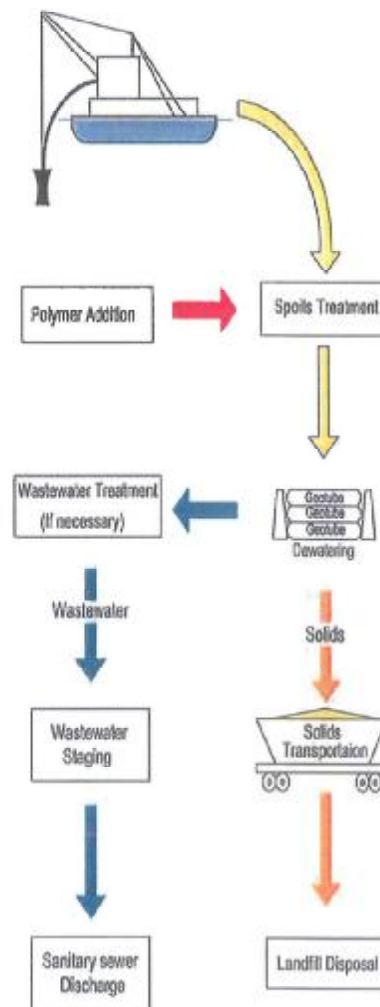 Polymer Addition
Spoils Treatment
Wastewater Treatment
(If necessary)
Geotube
Geotube
Geotube
Dewatering
Wastewater
Solids
Wastewater
Staging
Solids
Transportaion
Sanitary sewer
Discharge
Landfill Disposal